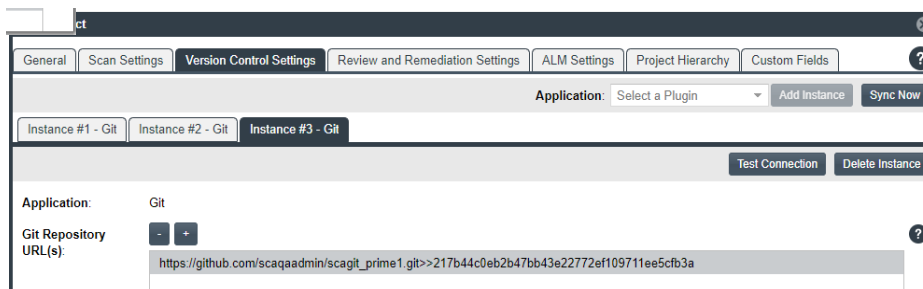 ct
General Scan Settings Version Control Settings Review and Remediation Settings ALM Settings Project Hierarchy Custom Fields ?
Application: Select a Plugin Add Instance Sync Now
Instance #1 - Git Instance #2 - Git Instance #3 - Git
Test Connection Delete Instance
Application: Git
Git Repository - + ?
URL(s):
https://github.com/scaqaadmin/scagit_prime1.git>>217b44c0eb2b47bb43e22772ef109711ee5cfb3a